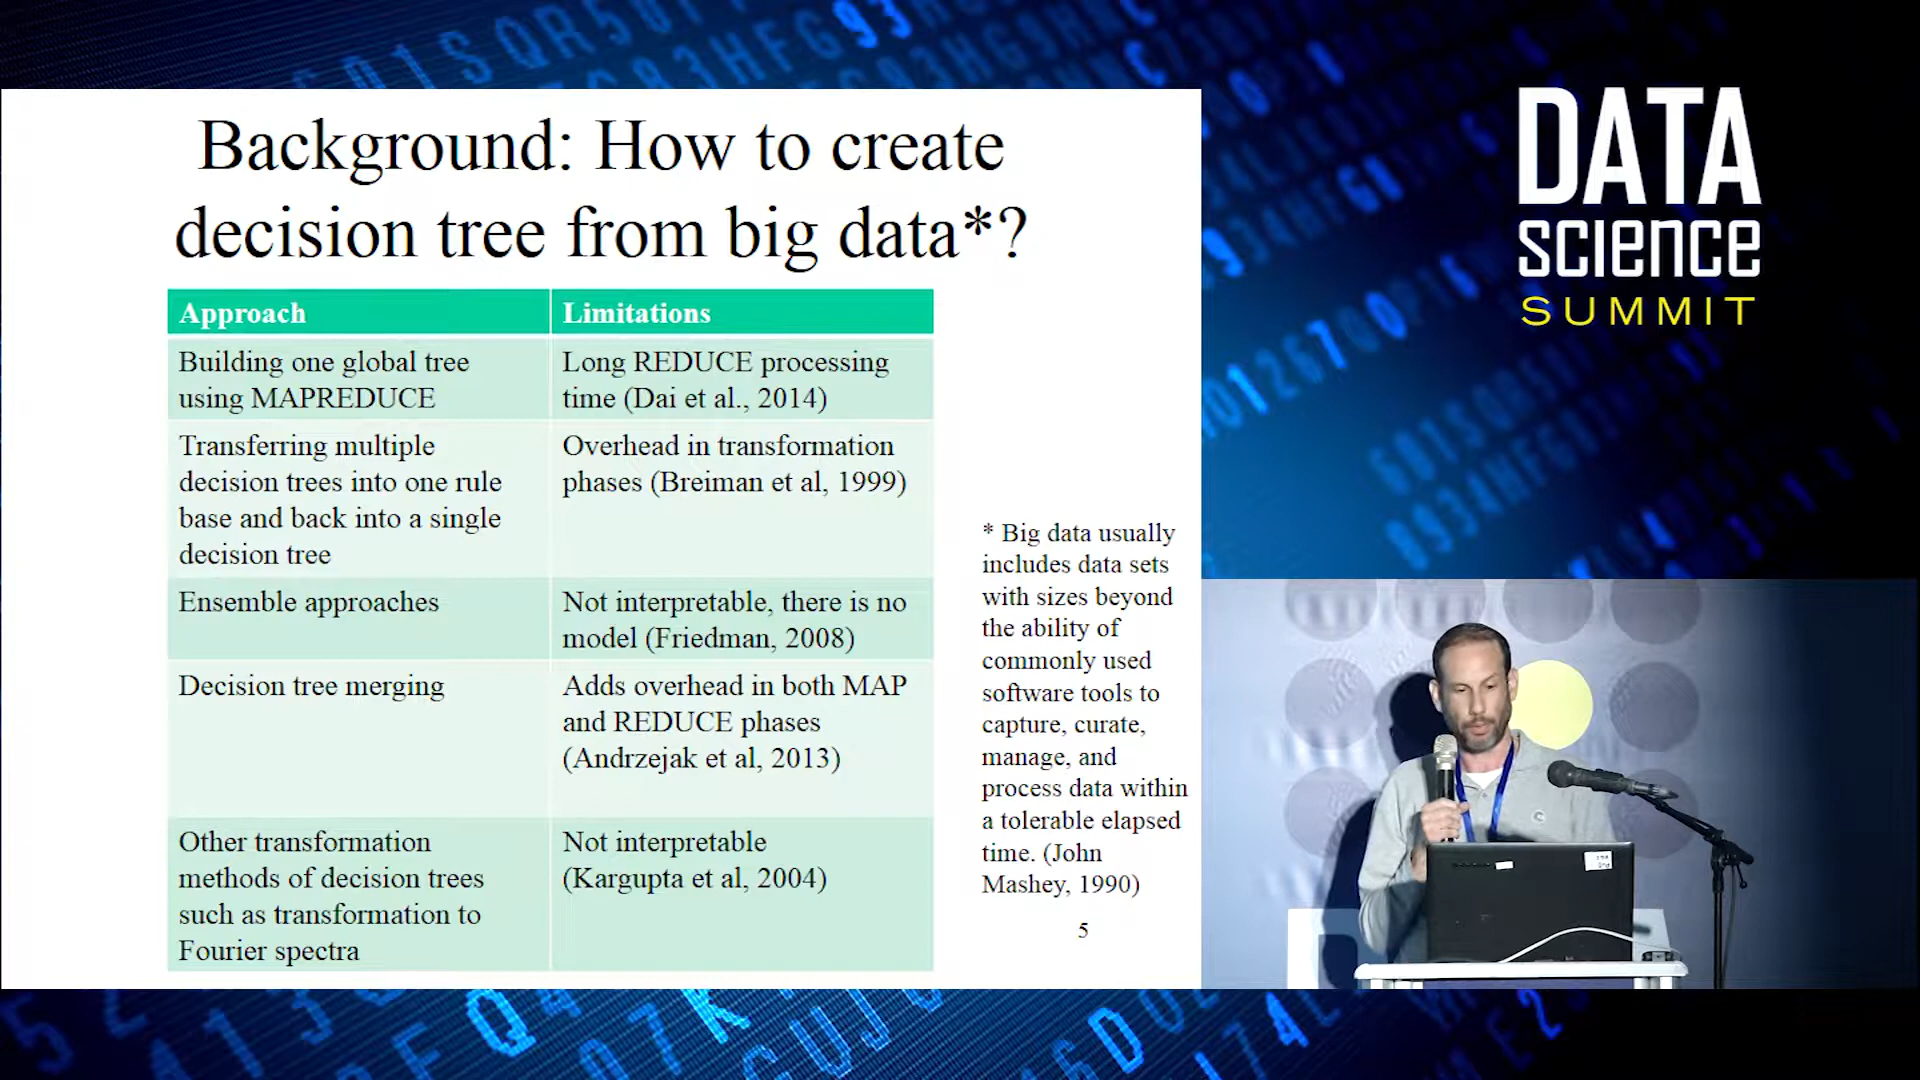 Background: How to create
decision tree from big data*?
Approach
Limitations
Building one global tree
using MAPREDUCE
Long REDUCE processing
time (Dai et al., 2014)
Transferring multiple
decision trees into one rule
base and back into a single
decision tree
Overhead in transformation
phases (Breiman et al, 1999)
Ensemble approaches
Not interpretable, there is no
model (Friedman, 2008)
Decision tree merging
Adds overhead in both MAP
and REDUCE phases
(Andrzejak et al, 2013)
Other transformation
methods of decision trees
such as transformation to
Fourier spectra
Not interpretable
(Kargupta et al, 2004)
* Big data usually
includes data sets
with sizes beyond
the ability of
commonly used
software tools to
capture, curate,
manage, and
process data within
a tolerable elapsed
time. (John
Mashey, 1990)
5
DATA
science
SUMMIT